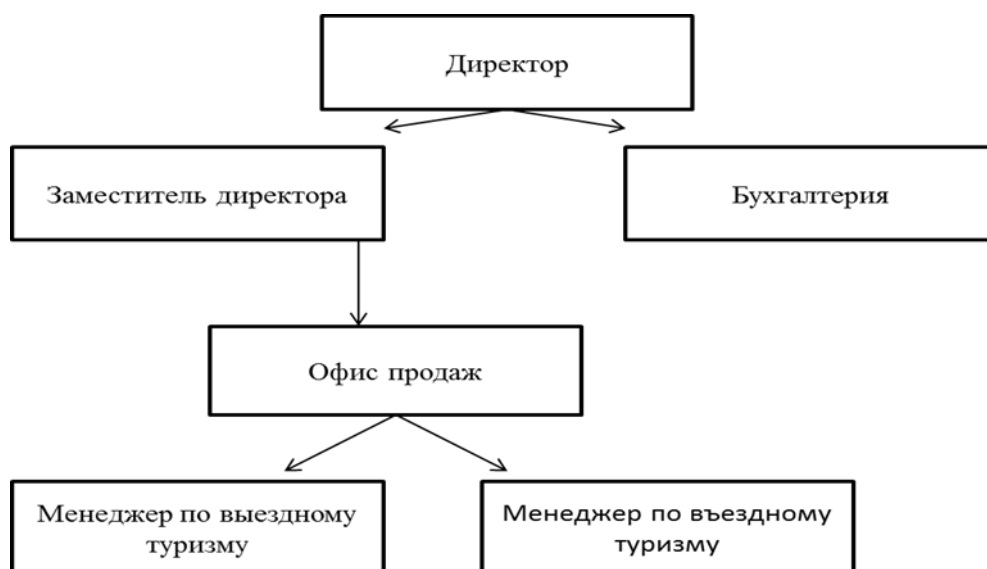 Директор
Заместитель директора
Бухгалтерия
Офис продаж
Менеджер по выездному
туризму
Менеджер по въездному
туризму